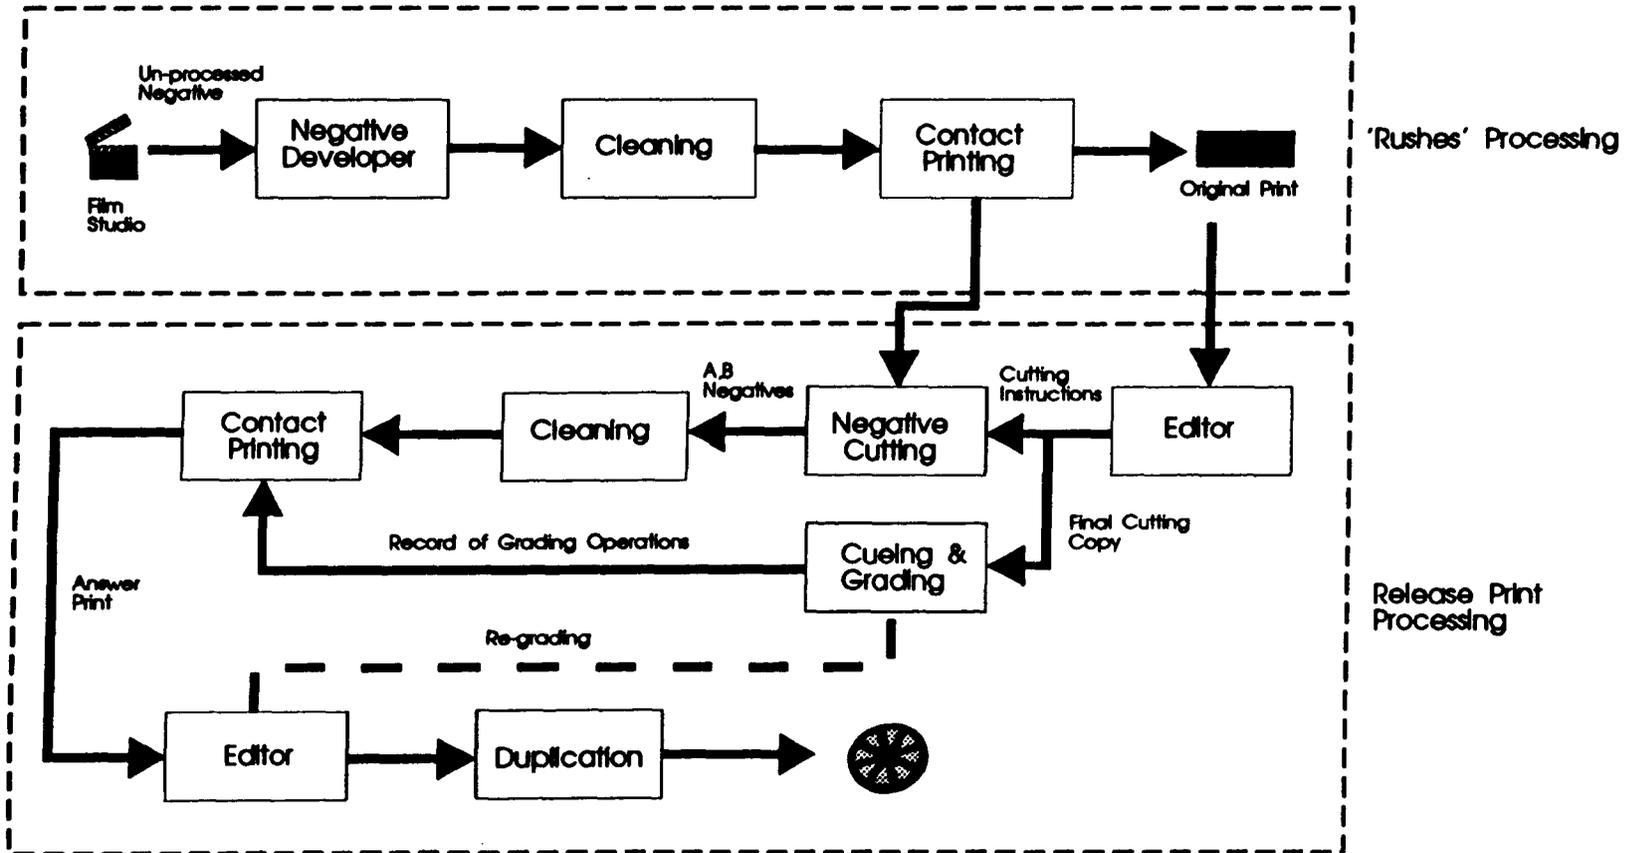 Un-processed
Negative
Film
Studio
Negative
Developer
Cleaning
Contact
Printing
Original Print
'Rushes' Processing
Contact
Printing
Cleaning
A,B
Negatives
Negative
Cutting
Cutting
Instructions
Editor
Final Cutting
Copy
Cueing &
Grading
Record of Grading Operations
Answer
Print
Re-grading
Editor
Duplication
Release Print
Processing